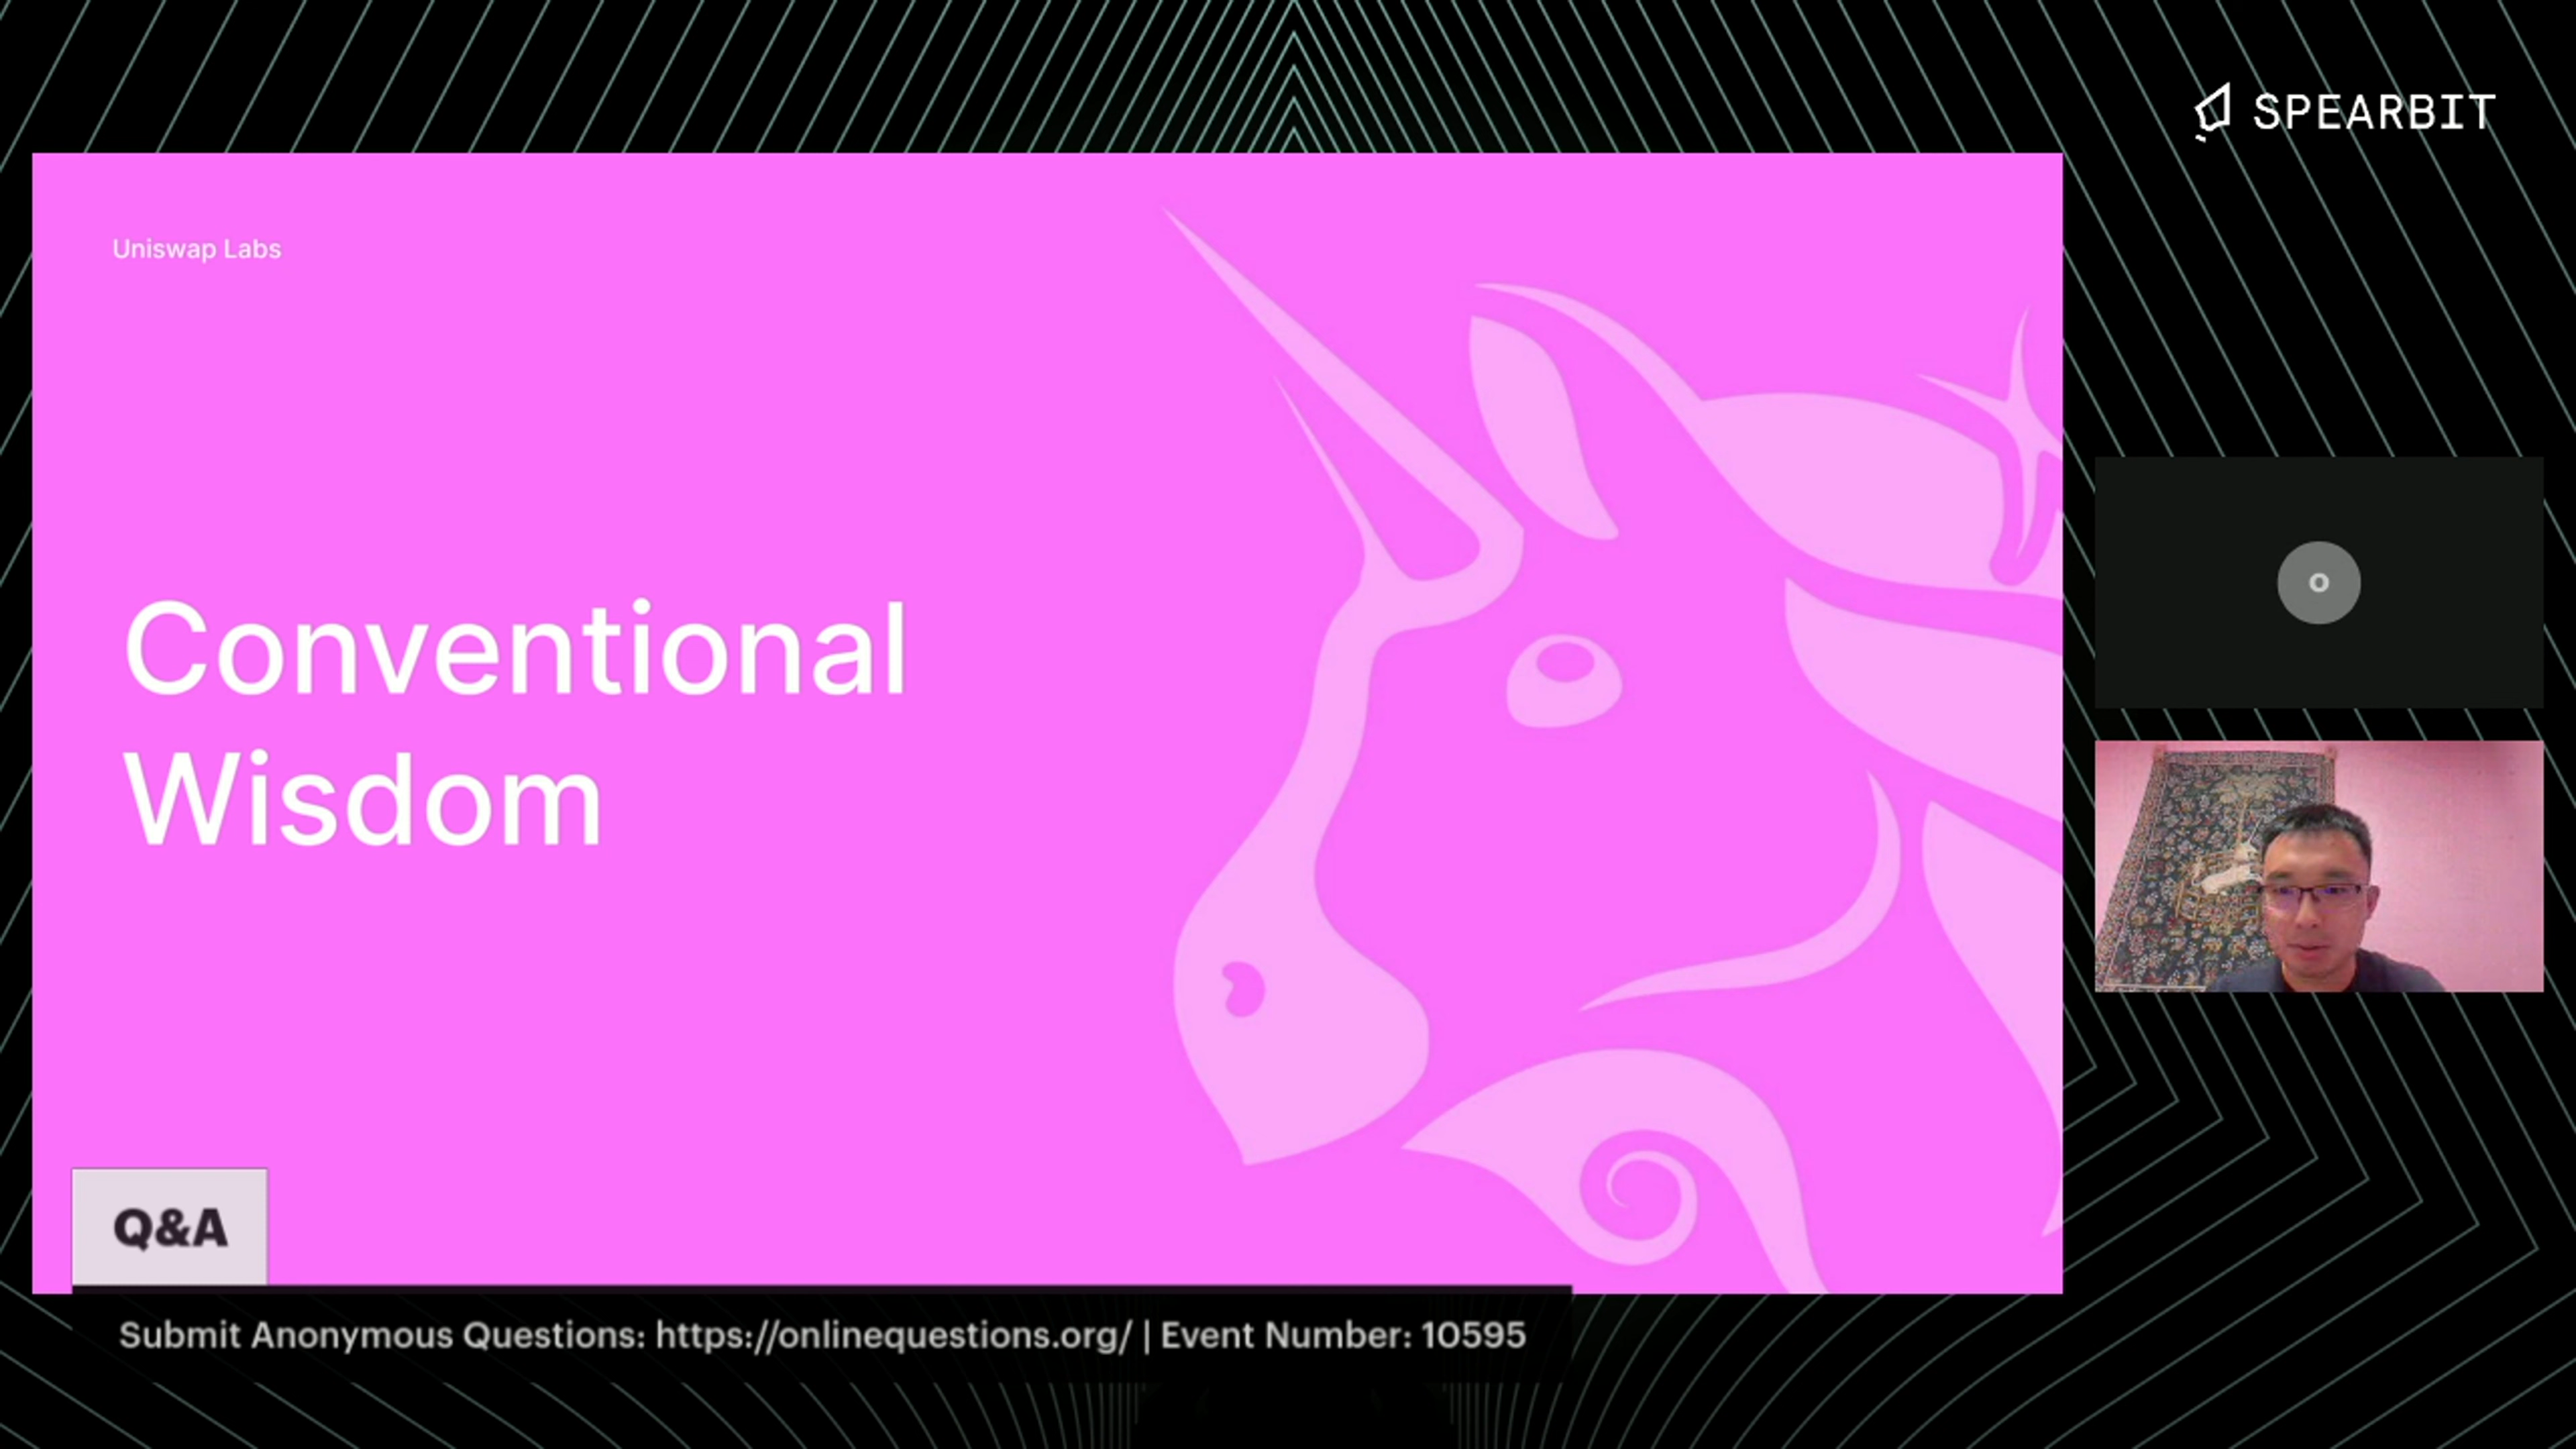 SPEARBIT
Uniswap Labs
Conventional
Wisdom
O
Q&A
Submit Anonymous Questions: https://onlinequestions.org/ | Event Number: 10595